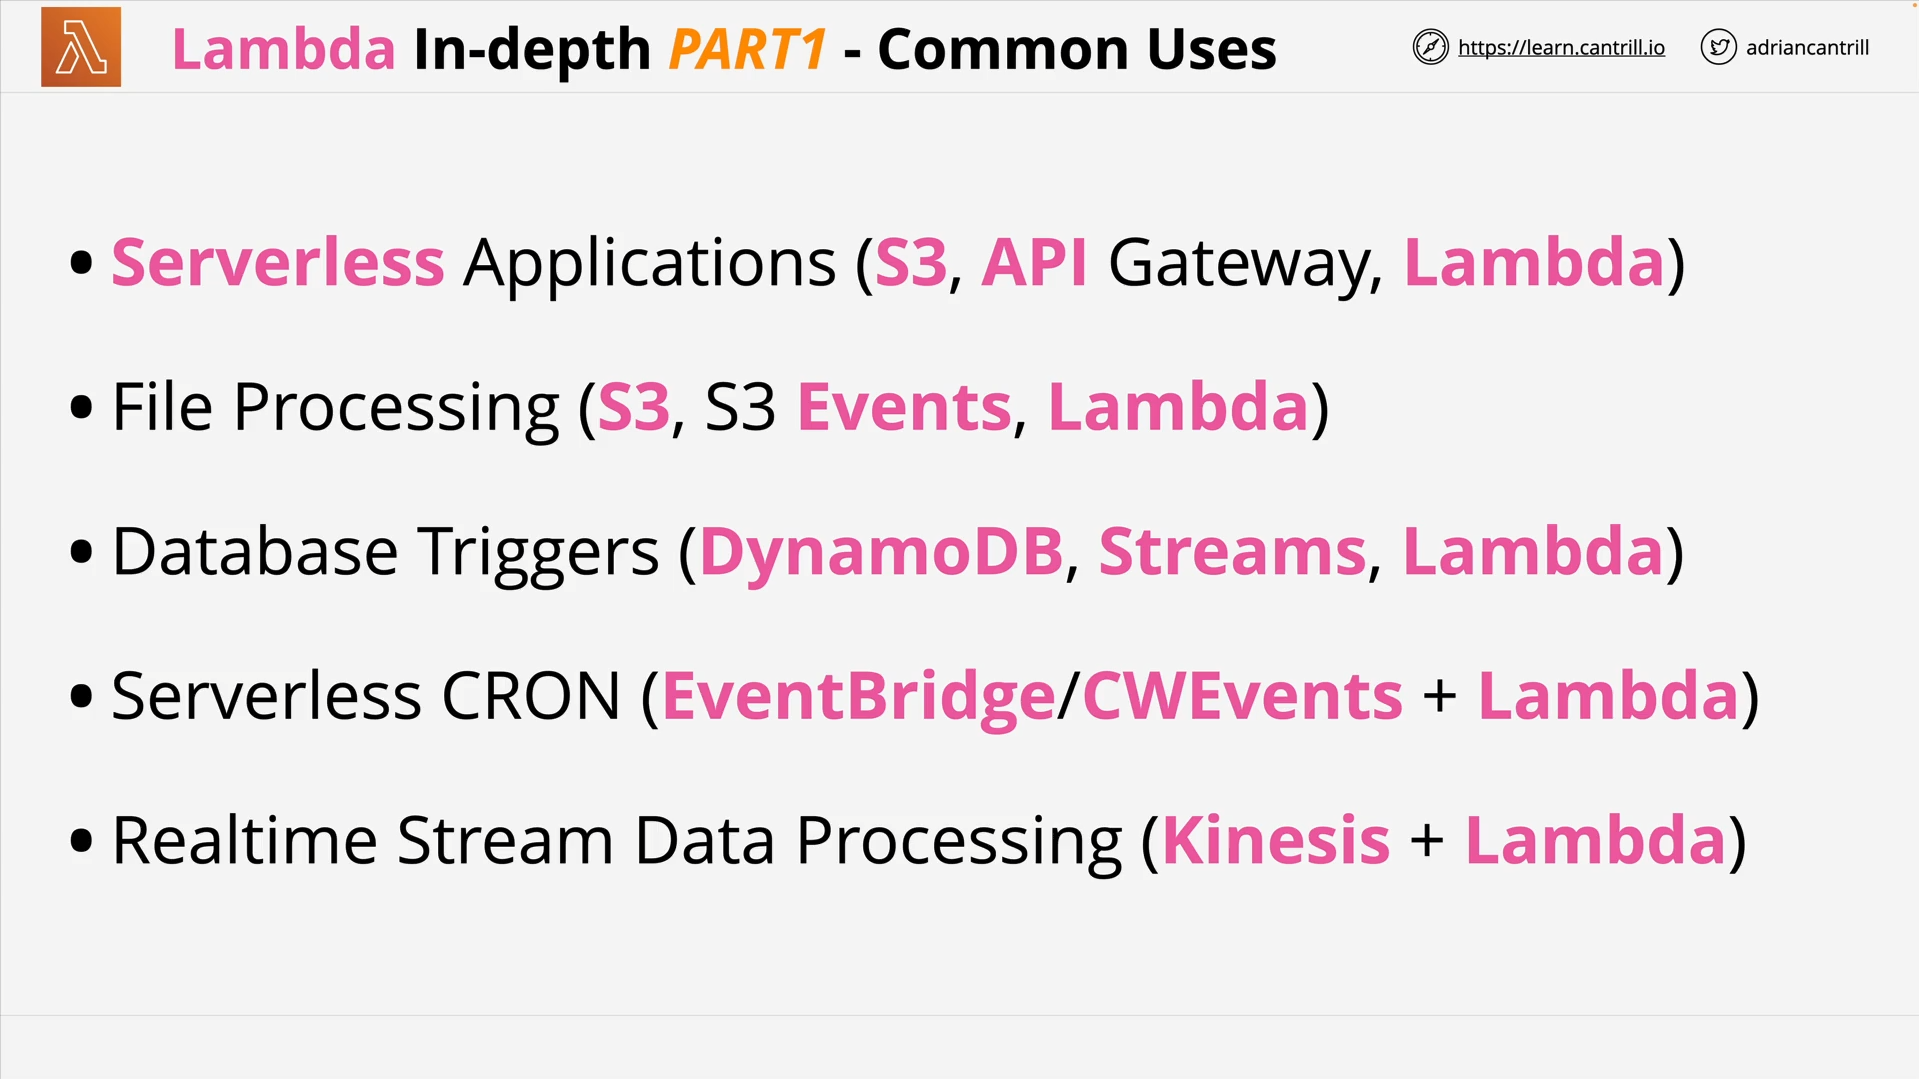 Lambda In-depth PART1 - Common Uses
https://learn.cantrill.io
adriancantrill
• Serverless Applications (S3, API Gateway, Lambda)
• File Processing (S3, S3 Events, Lambda)
• Database Triggers (DynamoDB, Streams, Lambda)
• Serverless CRON (EventBridge/CWEvents + Lambda)
• Realtime Stream Data Processing (Kinesis + Lambda)